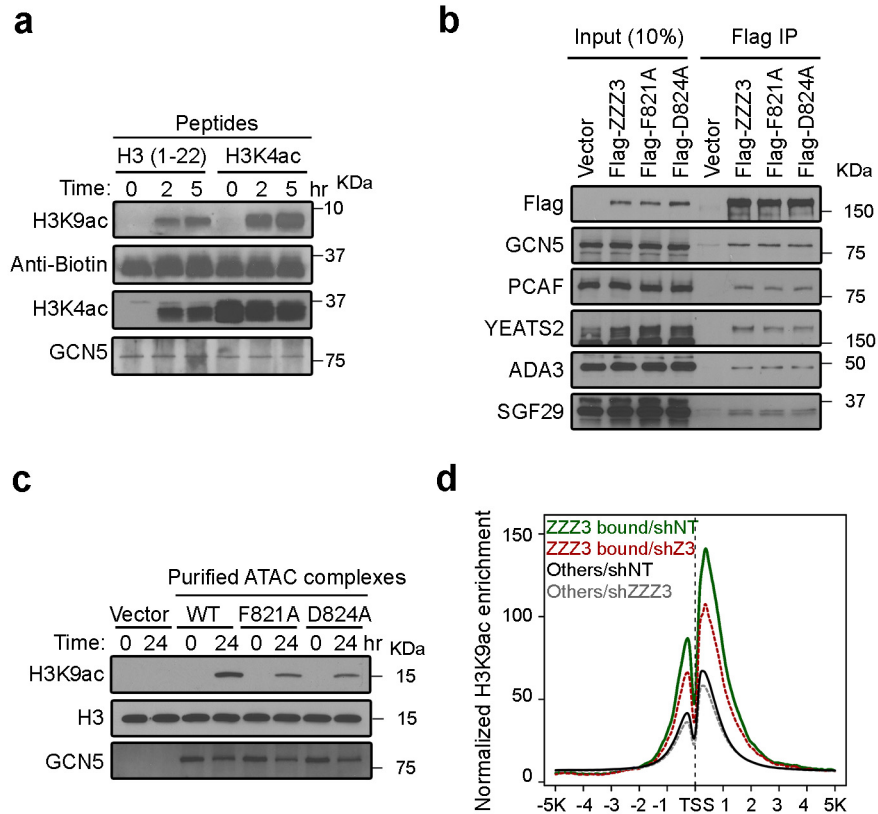 a
Peptides
H3 (1-22) H3K4ac
Time: 0 2 5 0 2 5 hr KDa
H3K9ac 10
Anti-Biotin 37
H3K4ac 37
GCN5 75
b
Input (10%) Flag IP
Vector Flag-ZZZ3 Flag-F821A Flag-D824A Vector Flag-ZZZ3 Flag-F821A Flag-D824A
KDa
Flag 150
GCN5 75
PCAF 75
YEATS2 150
ADA3 50
SGF29 37
c
Purified ATAC complexes
Vector WT F821A D824A
Time: 0 24 0 24 0 24 0 24 hr KDa
H3K9ac 15
H3 15
GCN5 75
d
Normalized H3K9ac enrichment
150
100
50
0
ZZZ3 bound/shNT
ZZZ3 bound/shZ3
Others/shNT
Others/shZZZ3
-5K -4 -3 -2 -1 TSS 1 2 3 4 5K